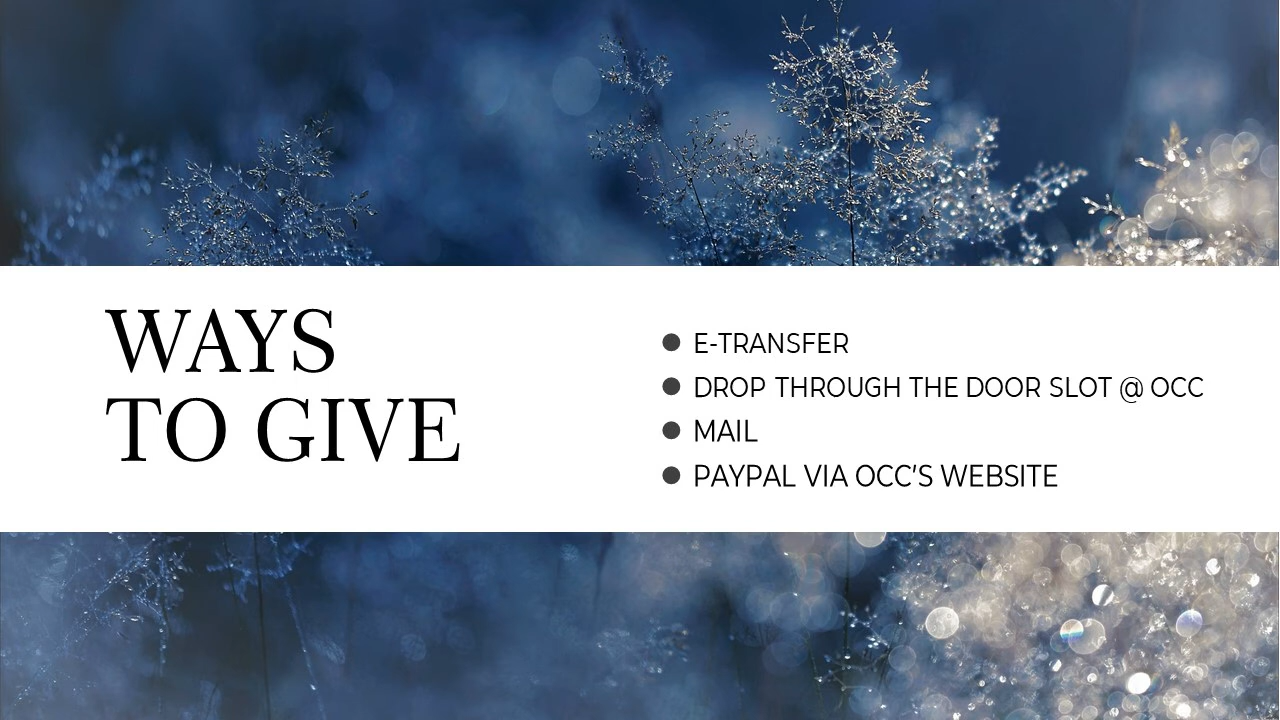 WAYS
TO GIVE
E-TRANSFER
DROP THROUGH THE DOOR SLOT @ OCC
MAIL
PAYPAL VIA OCC'S WEBSITE